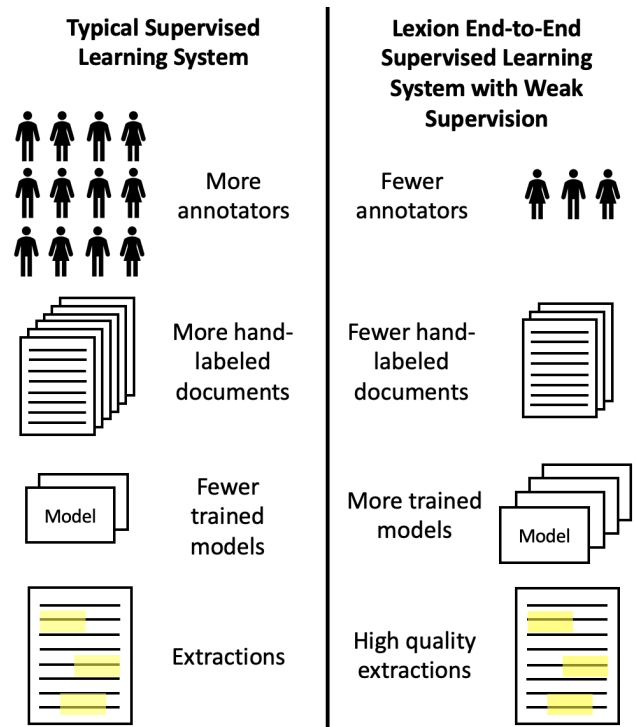 Typical Supervised
Learning System
More
annotators
More hand-
labeled
documents
Model
Fewer
trained
models
Extractions
Lexion End-to-End
Supervised Learning
System with Weak
Supervision
Fewer
annotators
Fewer hand-
labeled
documents
More trained
models
Model
High quality
extractions